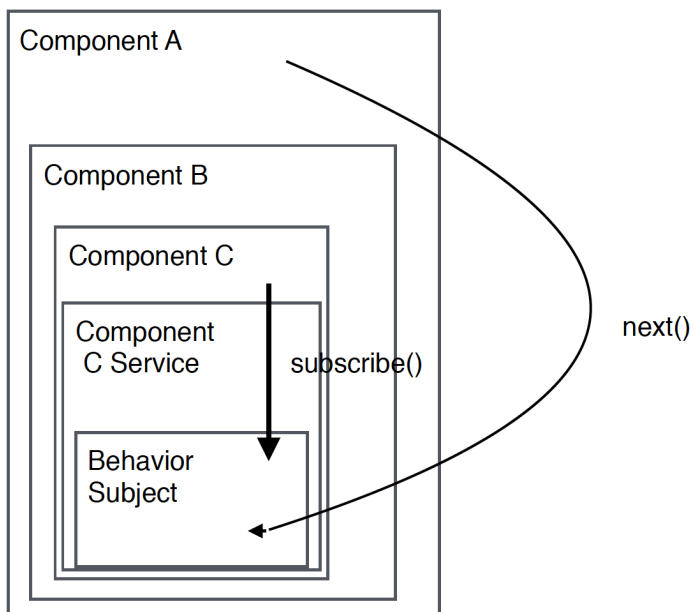 Component A
Component B
Component C
Component
C Service
subscribe()
next()
Behavior
Subject